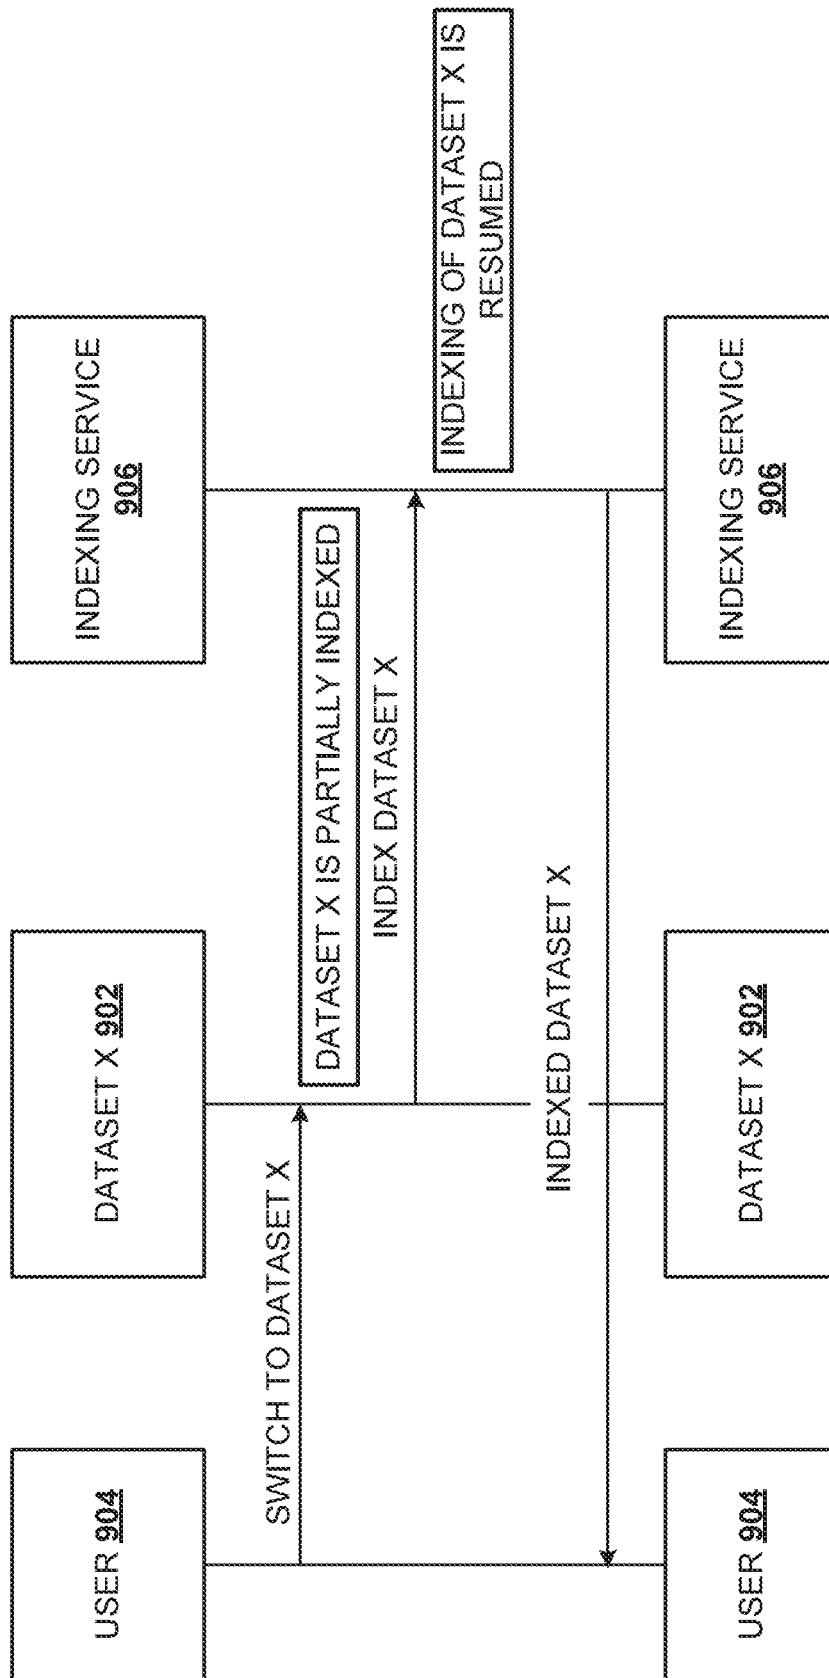 USER 904
DATASET X 902
INDEXING SERVICE
906
SWITCH TO DATASET X
DATASET X IS PARTIALLY INDEXED
INDEX DATASET X
INDEXING OF DATASET X IS
RESUMED
INDEXED DATASET X
USER 904
DATASET X 902
INDEXING SERVICE
906